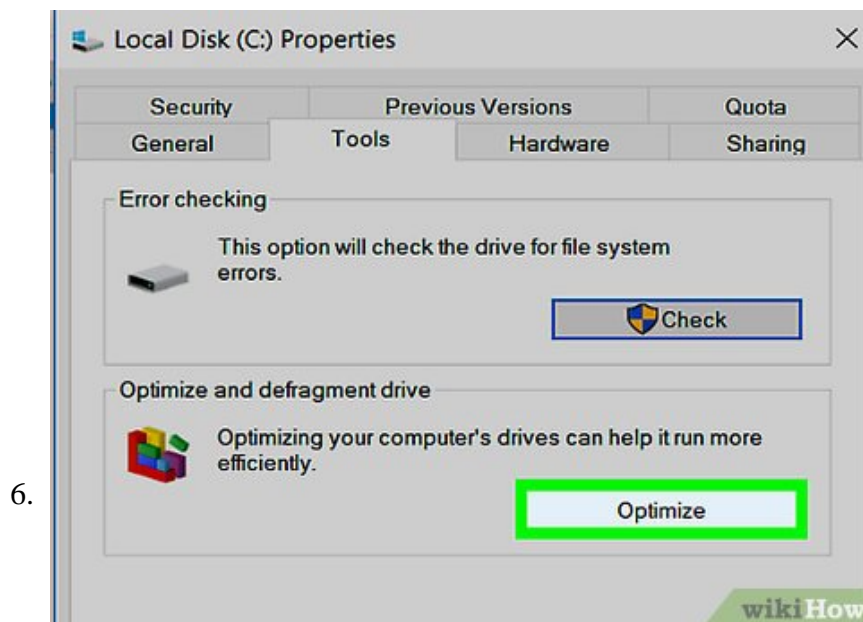 Local Disk (C:) Properties
Security Previous Versions Quota
General Tools Hardware Sharing
Error checking
This option will check the drive for file system
errors.
Check
Optimize and defragment drive
Optimizing your computer's drives can help it run more
efficiently.
6.
Optimize
wikiHow